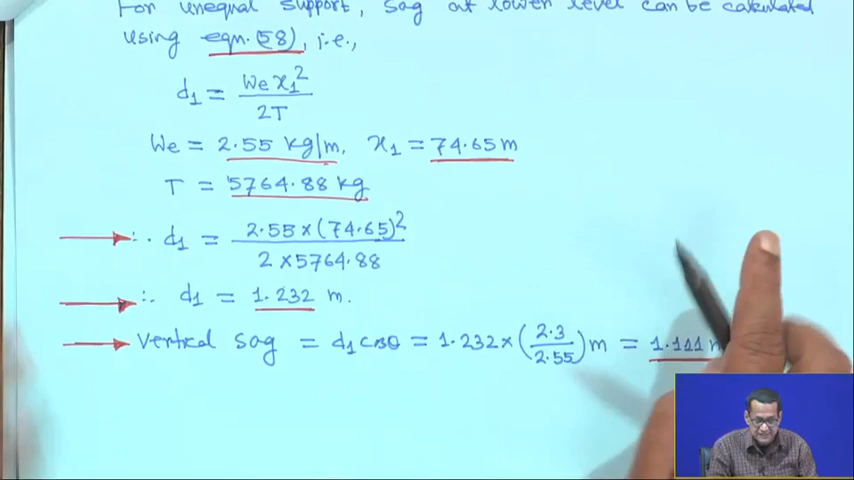 For unequal support, sag at lower level can be calculated
using eqn.(58), i.e.,
d₁ = We x₁² / 2T
We = 2.55 kg/m, x₁ = 74.65 m
T = 5764.88 kg
∴ d₁ = 2.55 × (74.65)² / 2 × 5764.88
∴ d₁ = 1.232 m.
Vertical sag = d₁ cosθ = 1.232 × (2.3 / 2.55) m = 1.111 m